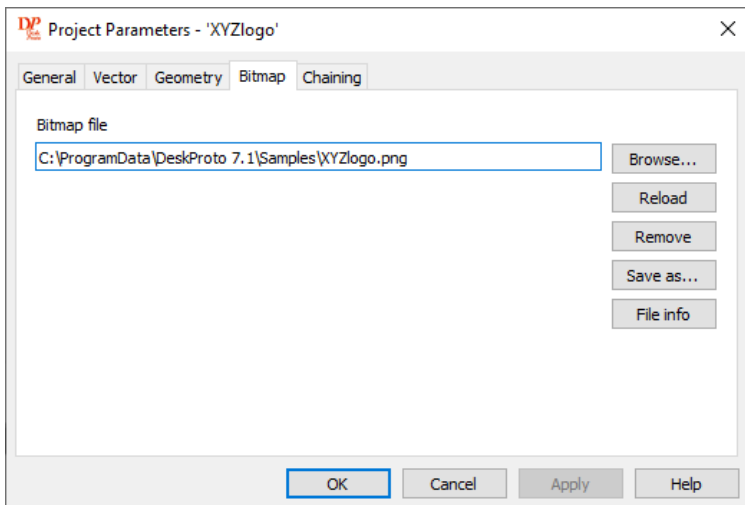 DP
Project Parameters - 'XYZlogo'
General Vector Geometry Bitmap Chaining
Bitmap file
C:\ProgramData\DeskProto 7.1\Samples\XYZlogo.png
Browse...
Reload
Remove
Save as...
File info
OK Cancel Apply Help